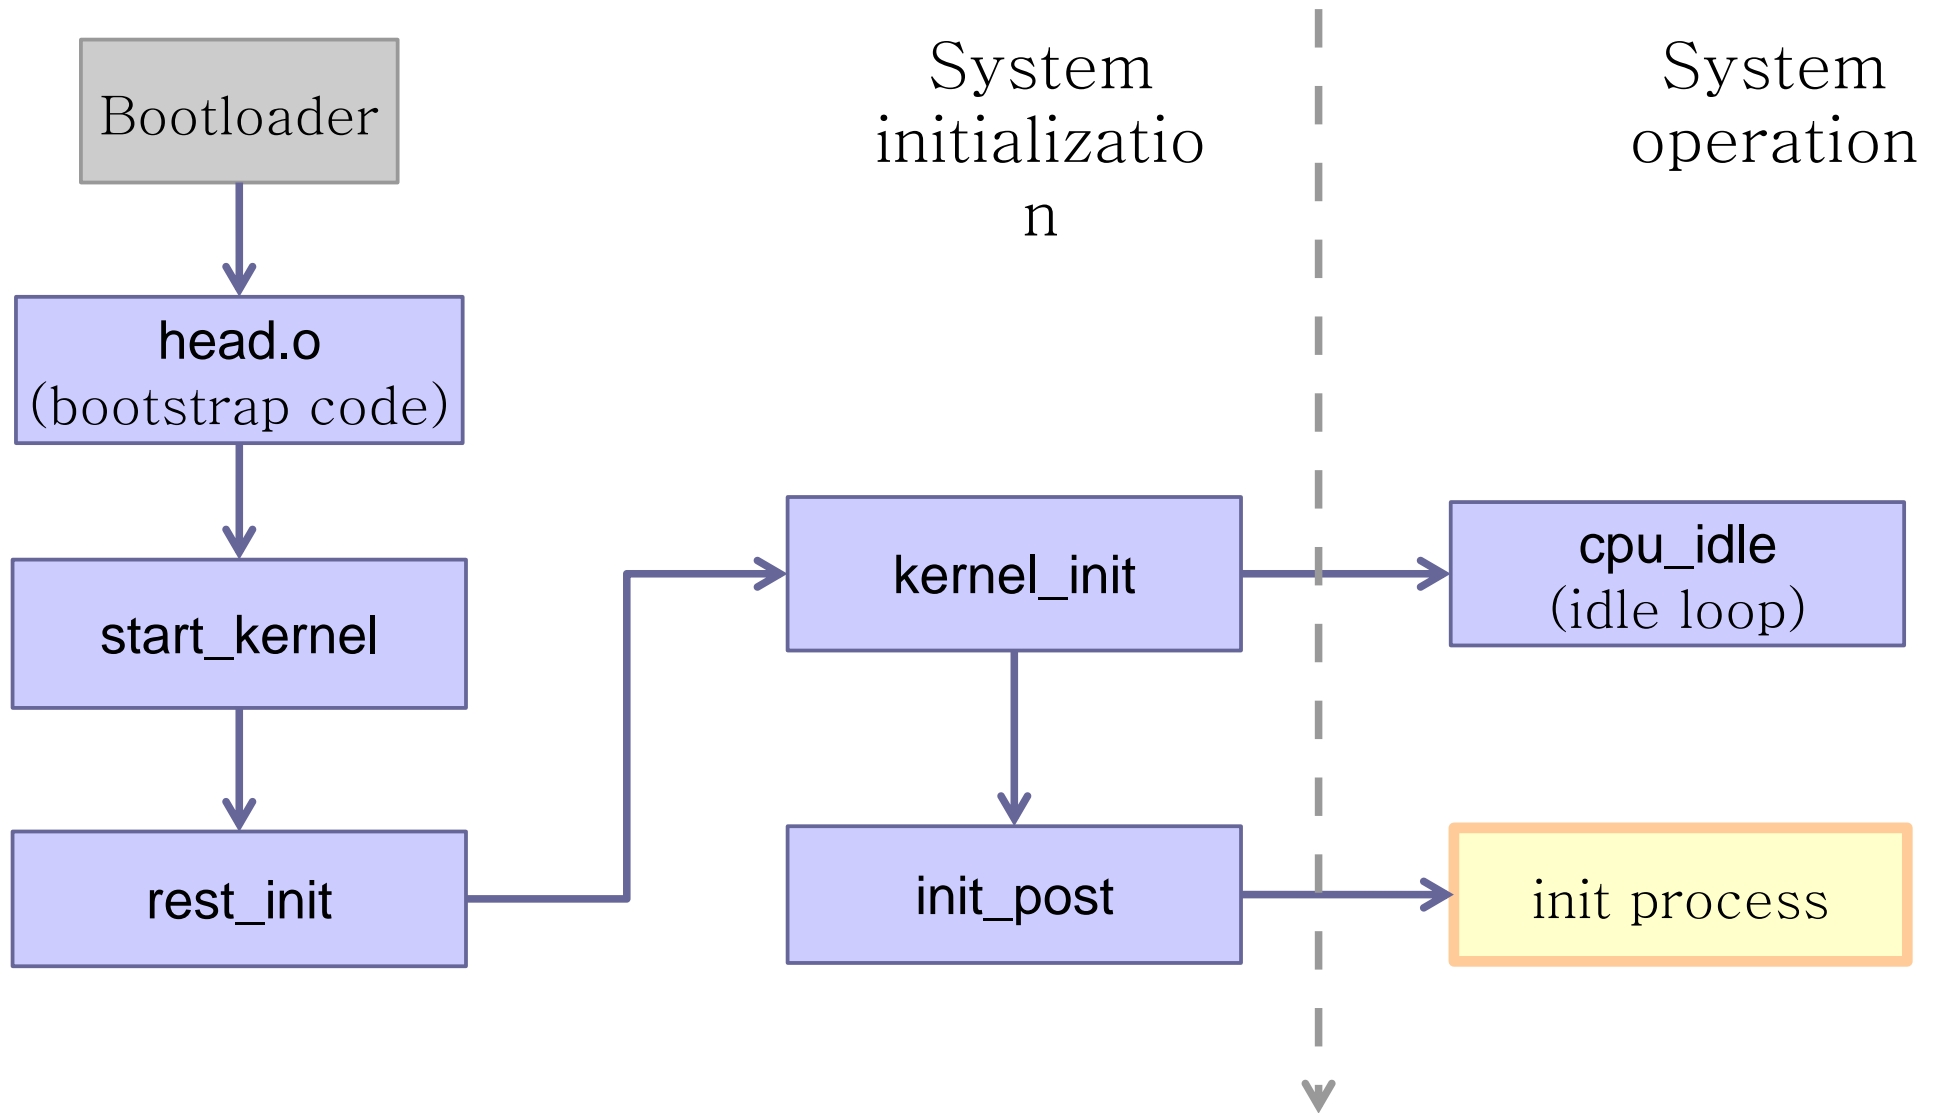 Bootloader
System
initializatio
n
System
operation
head.o
(bootstrap code)
start_kernel
rest_init
kernel_init
init_post
cpu_idle
(idle loop)
init process